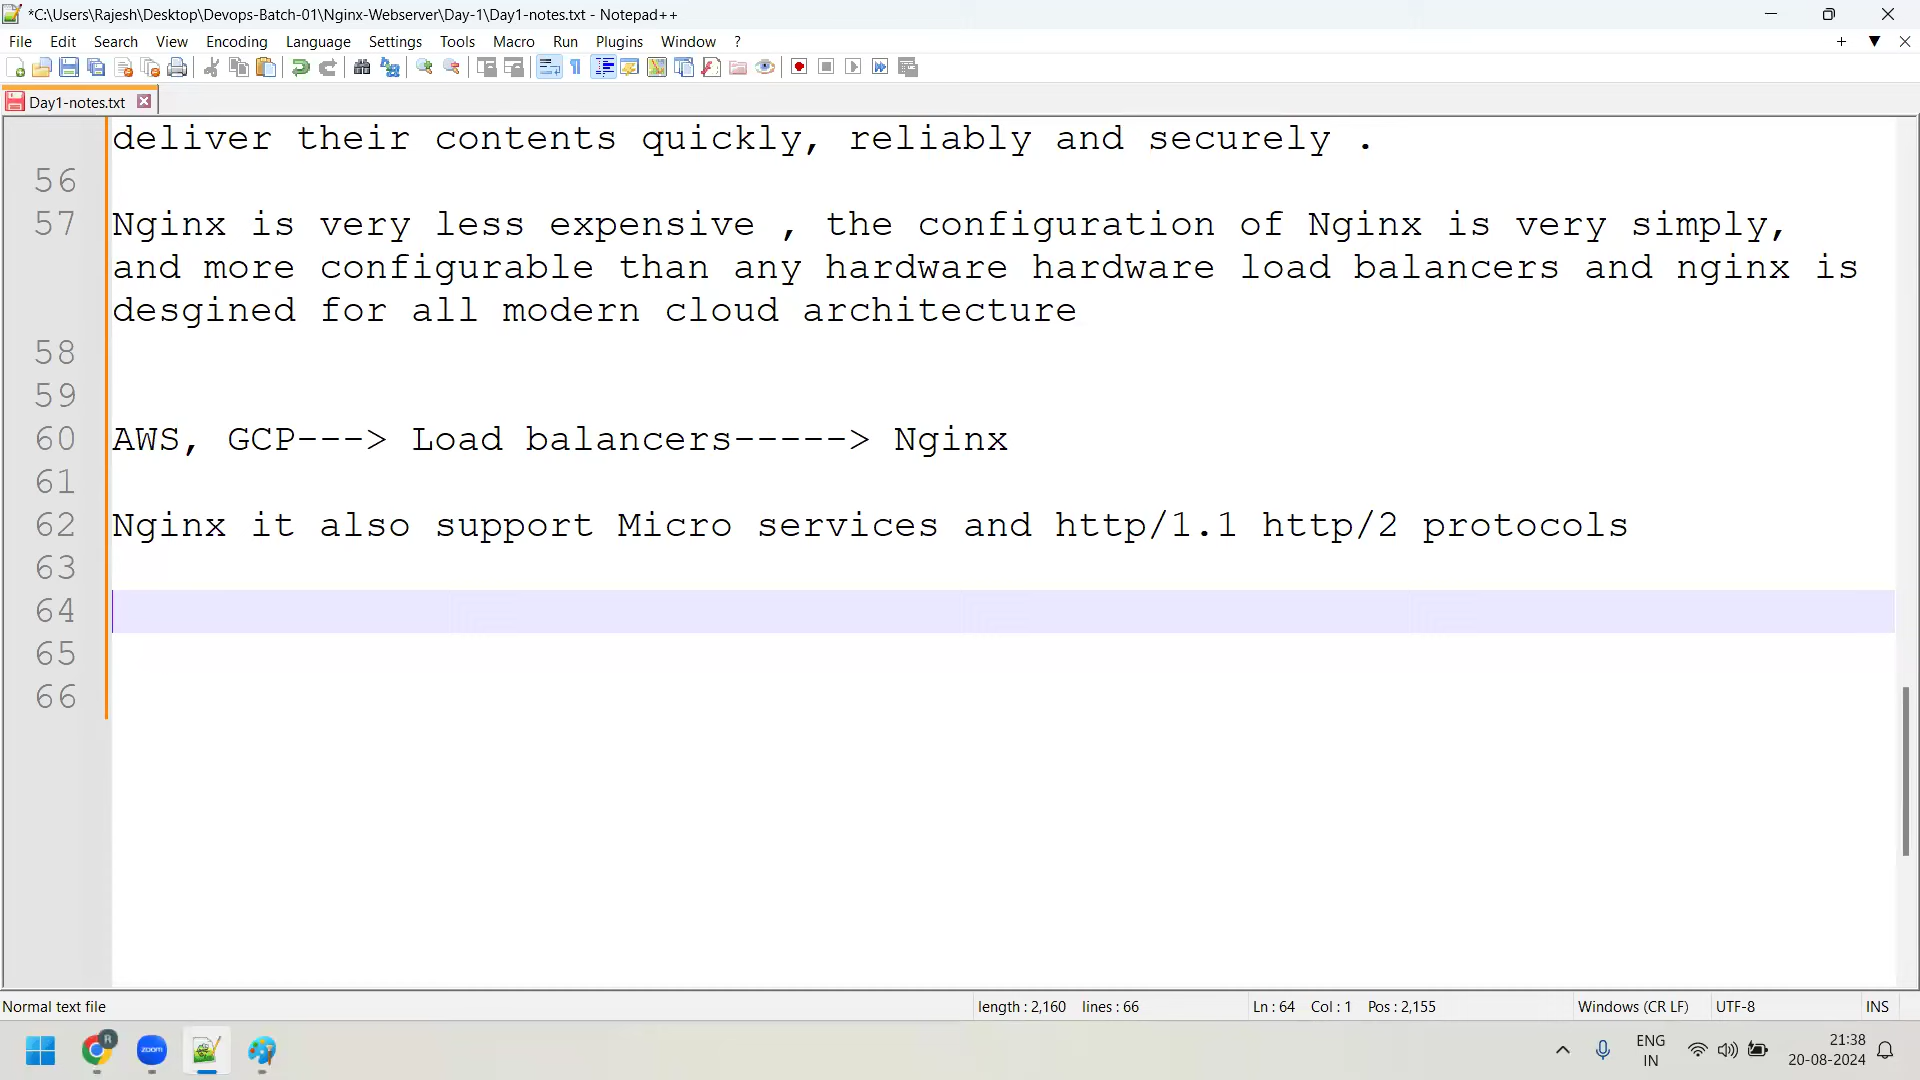 *C:\Users\Rajesh\Desktop\Devops-Batch-01\Nginx-Webserver\Day-1\Day1-notes.txt - Notepad++
File Edit Search View Encoding Language Settings Tools Macro Run Plugins Window ?
Day1-notes.txt
deliver their contents quickly, reliably and securely .
56
57 Nginx is very less expensive , the configuration of Nginx is very simply,
and more configurable than any hardware hardware load balancers and nginx is
desgined for all modern cloud architecture
58
59
60 AWS, GCP---> Load balancers-----> Nginx
61
62 Nginx it also support Micro services and http/1.1 http/2 protocols
63
64
65
66
Normal text file length : 2,160 lines : 66 Ln : 64 Col : 1 Pos : 2,155 Windows (CR LF) UTF-8 INS
R
zoom
ENG
IN
21:38
20-08-2024